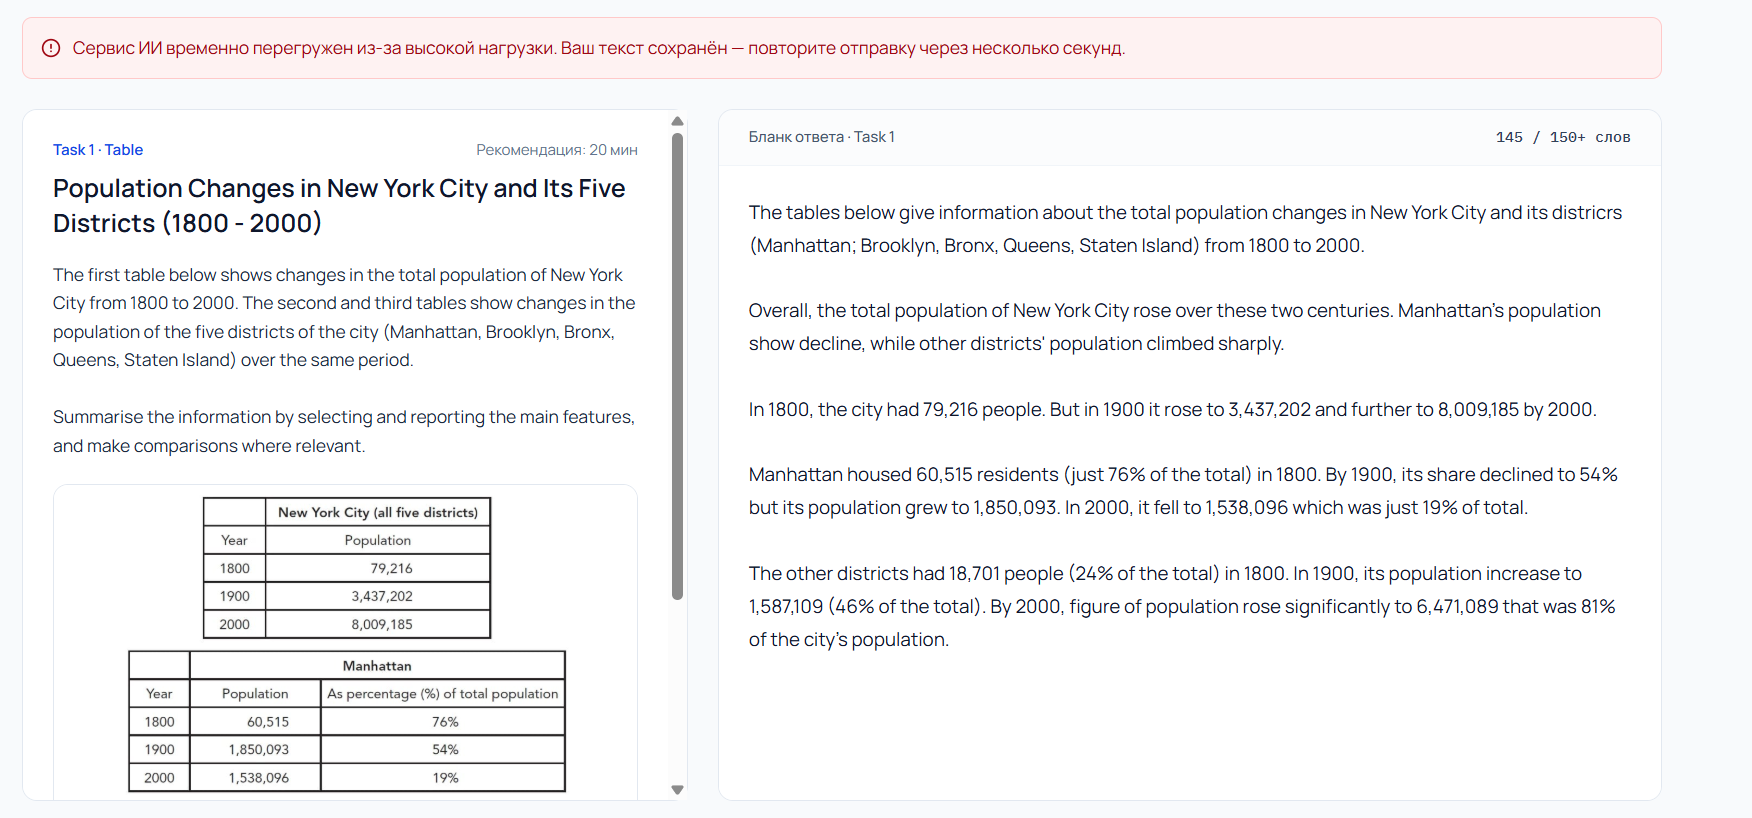 Сервис ИИ временно перегружен из-за высокой нагрузки. Ваш текст сохранён — повторите отправку через несколько секунд.
Task 1 · Table
Рекомендация: 20 мин
Population Changes in New York City and Its Five
Districts (1800 - 2000)
The first table below shows changes in the total population of New York
City from 1800 to 2000. The second and third tables show changes in the
population of the five districts of the city (Manhattan, Brooklyn, Bronx,
Queens, Staten Island) over the same period.
Summarise the information by selecting and reporting the main features,
and make comparisons where relevant.
New York City (all five districts)
Year Population
1800 79,216
1900 3,437,202
2000 8,009,185
Manhattan
Year Population As percentage (%) of total population
1800 60,515 76%
1900 1,850,093 54%
2000 1,538,096 19%
Бланк ответа · Task 1
145 / 150+ слов
The tables below give information about the total population changes in New York City and its districrs
(Manhattan; Brooklyn, Bronx, Queens, Staten Island) from 1800 to 2000.
Overall, the total population of New York City rose over these two centuries. Manhattan's population
show decline, while other districts' population climbed sharply.
In 1800, the city had 79,216 people. But in 1900 it rose to 3,437,202 and further to 8,009,185 by 2000.
Manhattan housed 60,515 residents (just 76% of the total) in 1800. By 1900, its share declined to 54%
but its population grew to 1,850,093. In 2000, it fell to 1,538,096 which was just 19% of total.
The other districts had 18,701 people (24% of the total) in 1800. In 1900, its population increase to
1,587,109 (46% of the total). By 2000, figure of population rose significantly to 6,471,089 that was 81%
of the city's population.